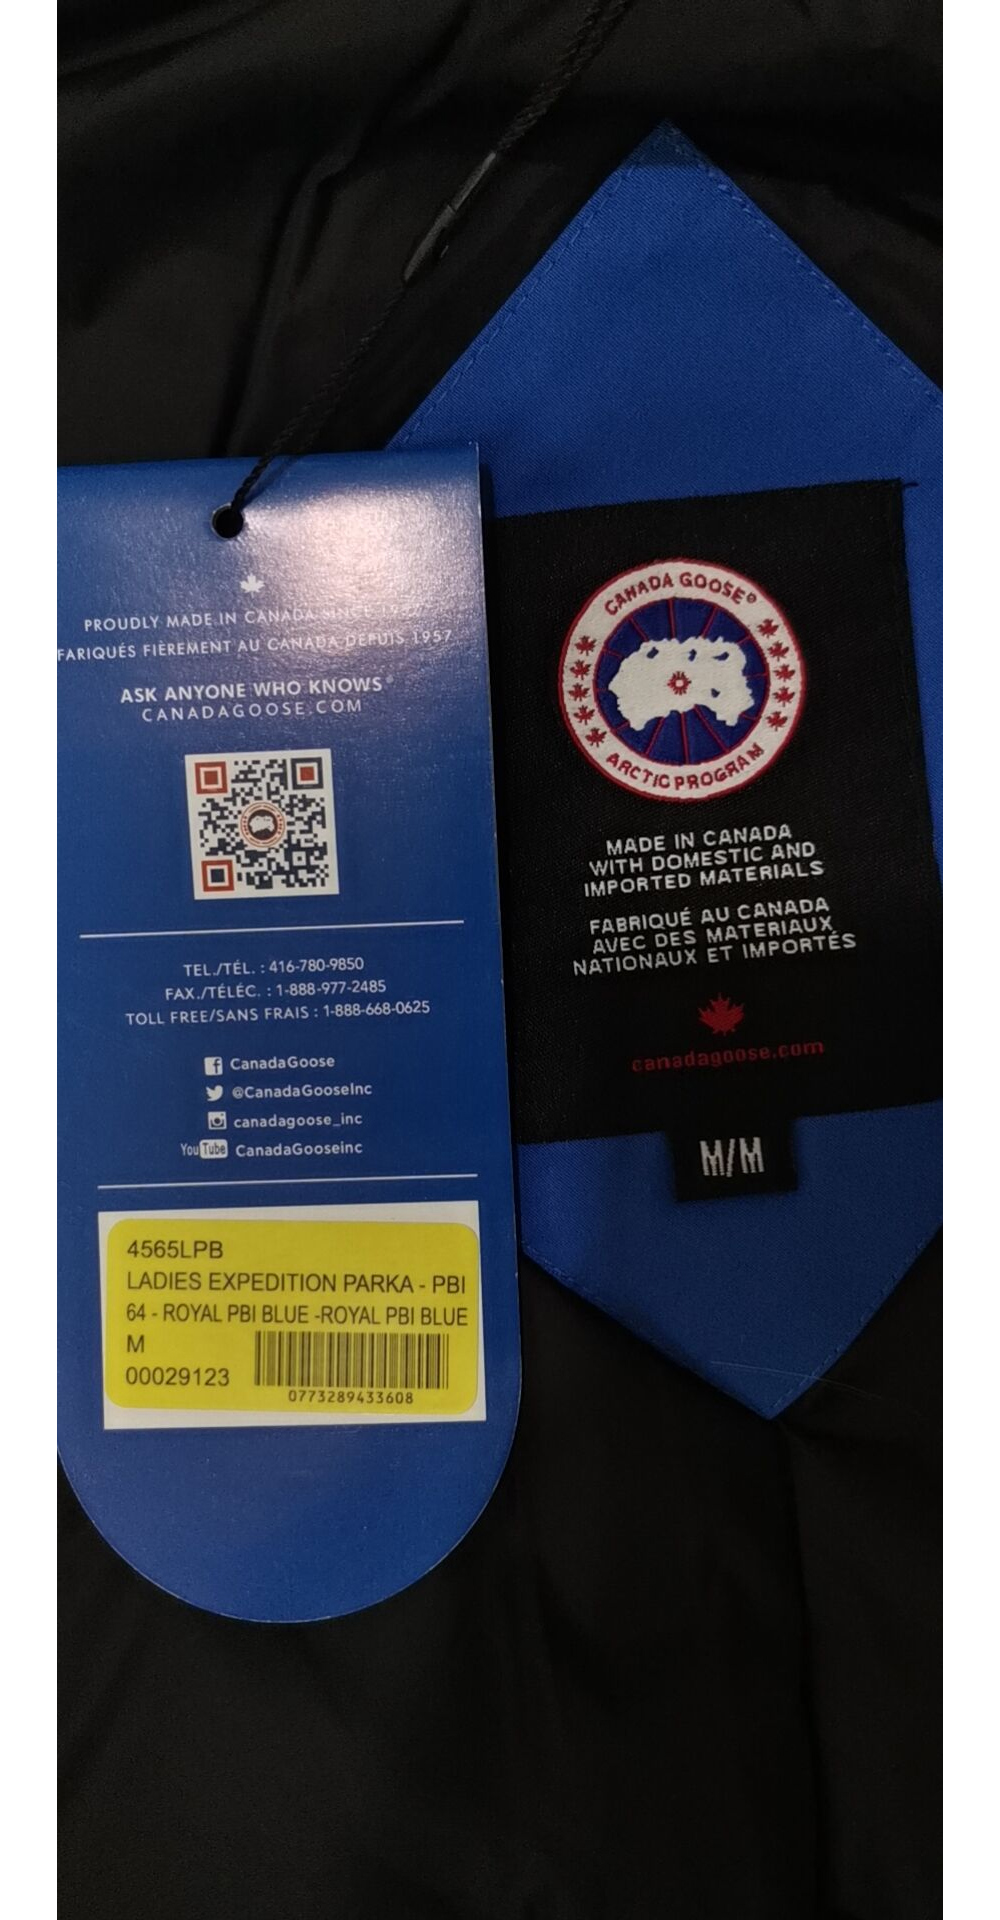 PROUDLY MADE IN CANADA SINCE 1957
FARIQUÉS FIÈREMENT AU CANADA DEPUIS 1957
ASK ANYONE WHO KNOWS®
CANADAGOOSE.COM
TEL./TÉL. : 416-780-9850
FAX./TÉLÉC. : 1-888-977-2485
TOLL FREE/SANS FRAIS : 1-888-668-0625
CanadaGoose
@CanadaGooseInc
canadagoose_inc
YouTube CanadaGooseinc
4565LPB
LADIES EXPEDITION PARKA - PBI
64 - ROYAL PBI BLUE -ROYAL PBI BLUE
M
00029123
0773289433608
CANADA GOOSE®
ARCTIC PROGRAM
MADE IN CANADA
WITH DOMESTIC AND
IMPORTED MATERIALS
FABRIQUÉ AU CANADA
AVEC DES MATERIAUX
NATIONAUX ET IMPORTÉS
canadagoose.com
M/M